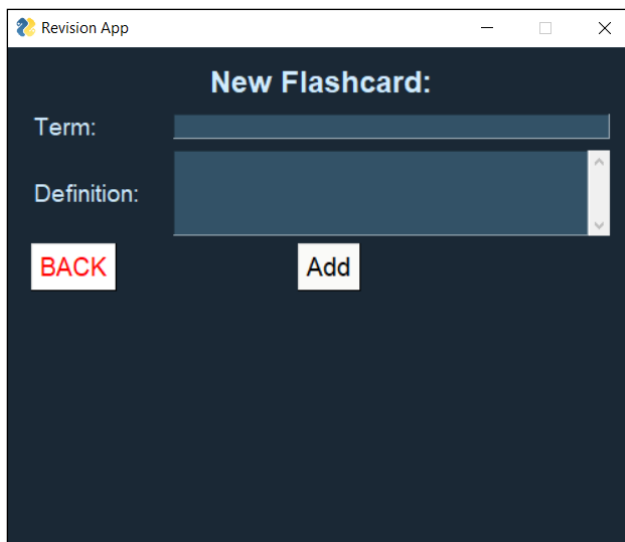 Revision App
New Flashcard:
Term:
Definition:
BACK Add